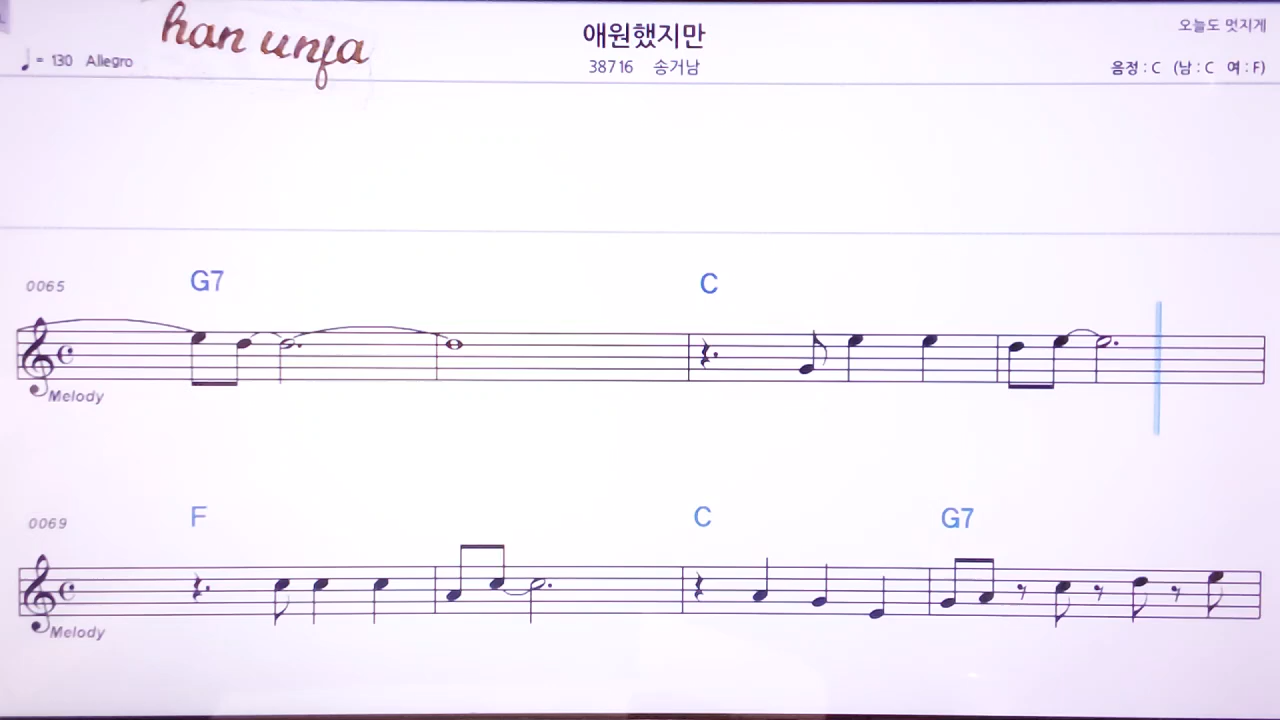 han unfa
애원했지만
오늘도 멋지게
♩ = 130 Allegro
38716 송거남
음정 : C (남 : C 여 : F)
0065 G7 C
Melody
0069 F C G7
Melody